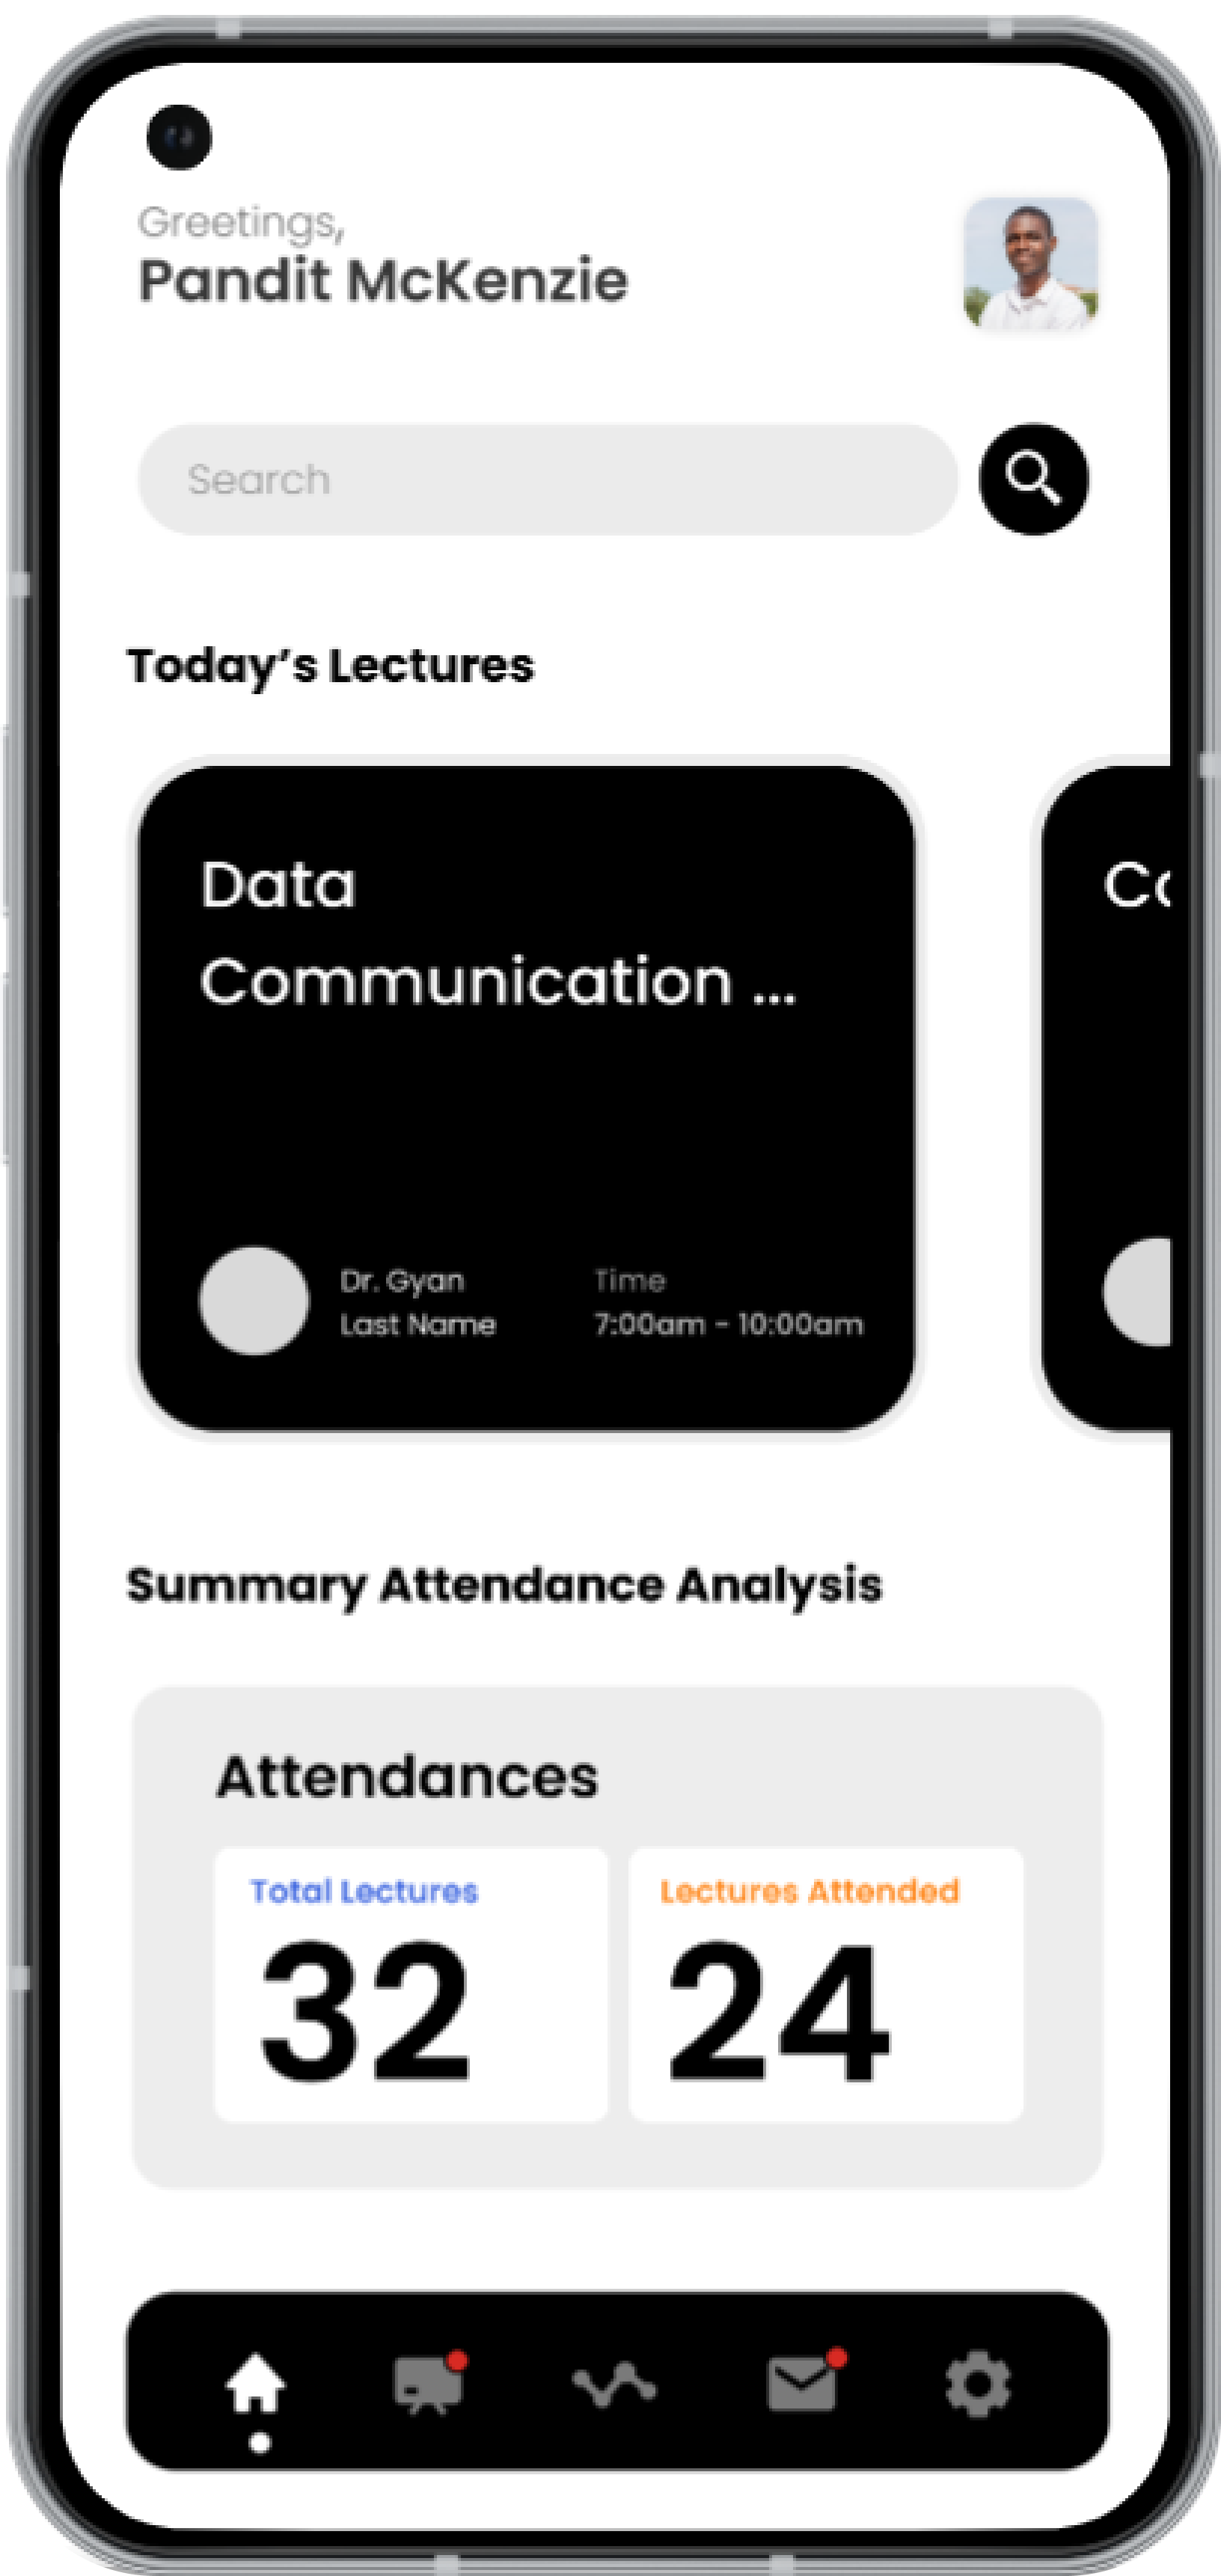 Greetings,
Pandit McKenzie
Search
Today's Lectures
Data
Communication ...
Dr. Gyan
Last Name
Time
7:00am - 10:00am
Summary Attendance Analysis
Attendances
Total Lectures
32
Lectures Attended
24